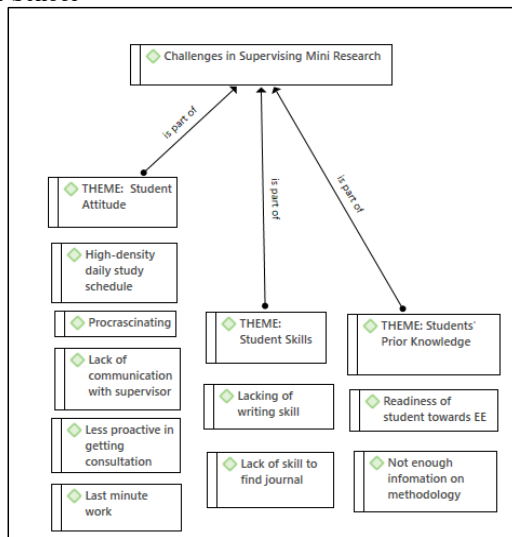 Challenges in Supervising Mini Research
is part of
is part of
is part of
THEME: Student
Attitude
High-density
daily study
schedule
Procrascinating
Lack of
communication
with supervisor
Less proactive in
getting
consultation
Last minute
work
THEME:
Student Skills
Lacking of
writing skill
Lack of skill to
find journal
THEME: Students'
Prior Knowledge
Readiness of
student towards EE
Not enough
infomation on
methodology